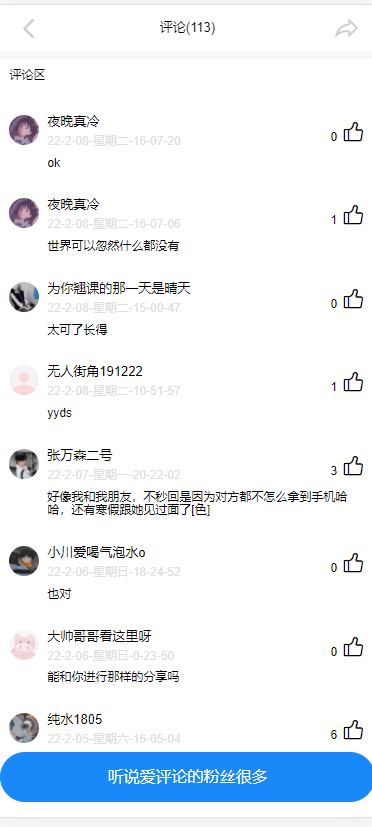 评论(113)
评论区
夜晚真冷
22-2-08-星期二-16-07-20
0
ok
夜晚真冷
22-2-08-星期二-16-07-06
1
世界可以忽然什么都没有
为你翘课的那一天是晴天
22-2-08-星期二-15-00-47
0
太可了长得
无人街角191222
22-2-08-星期二-10-51-57
1
yyds
张万森二号
22-2-07-星期一-20-22-02
3
好像我和我朋友，不秒回是因为对方都不怎么拿到手机哈
哈，还有寒假跟她见过面了[色]
小川爱喝气泡水o
22-2-06-星期日-18-24-52
0
也对
大帅哥哥看这里呀
22-2-06-星期日-0-23-50
0
能和你进行那样的分享吗
纯水1805
22-2-05-星期六-16-05-04
6
听说爱评论的粉丝很多